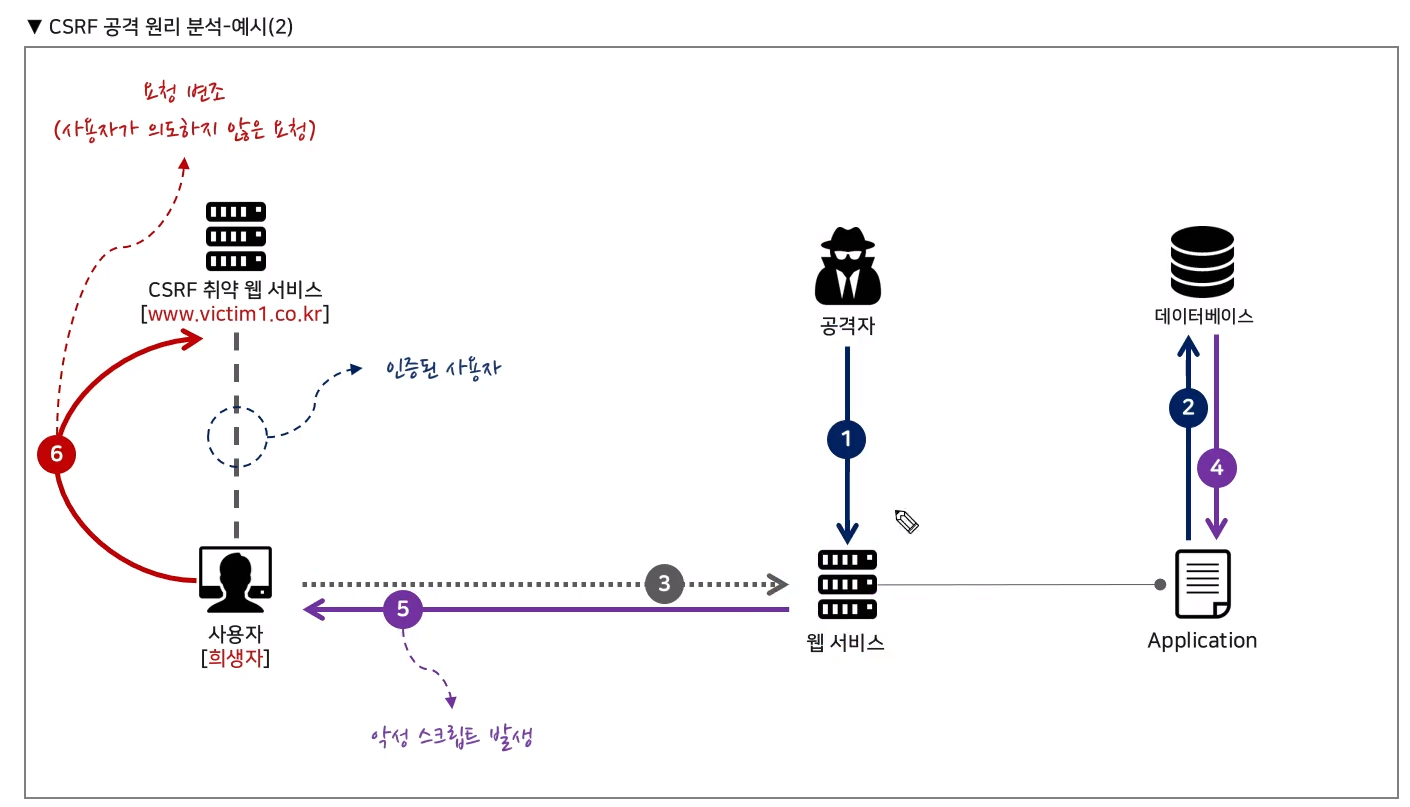 ▼ CSRF 공격 원리 분석-예시(2)
요청 변조
(사용자가 의도하지 않은 요청)
CSRF 취약 웹 서비스
[www.victim1.co.kr]
공격자
데이터베이스
인증된 사용자
1
2
6
4
3
5
사용자
[희생자]
웹 서비스
Application
악성 스크립트 발생